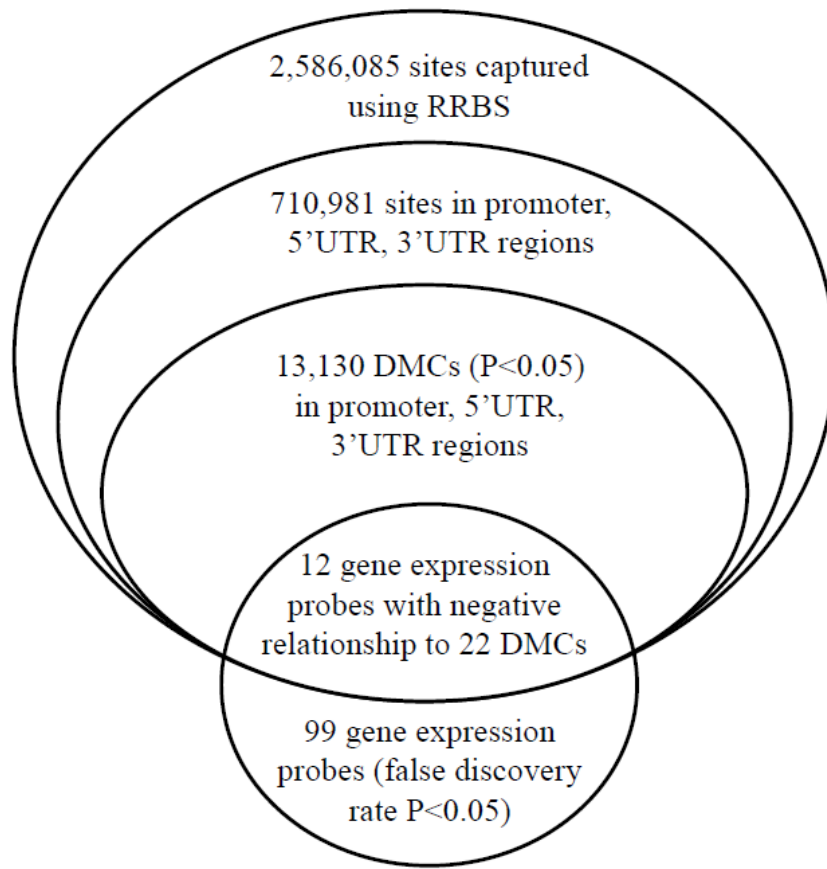 2,586,085 sites captured
using RRBS
710,981 sites in promoter,
5’UTR, 3’UTR regions
13,130 DMCs (P<0.05)
in promoter, 5’UTR,
3’UTR regions
12 gene expression
probes with negative
relationship to 22 DMCs
99 gene expression
probes (false discovery
rate P<0.05)